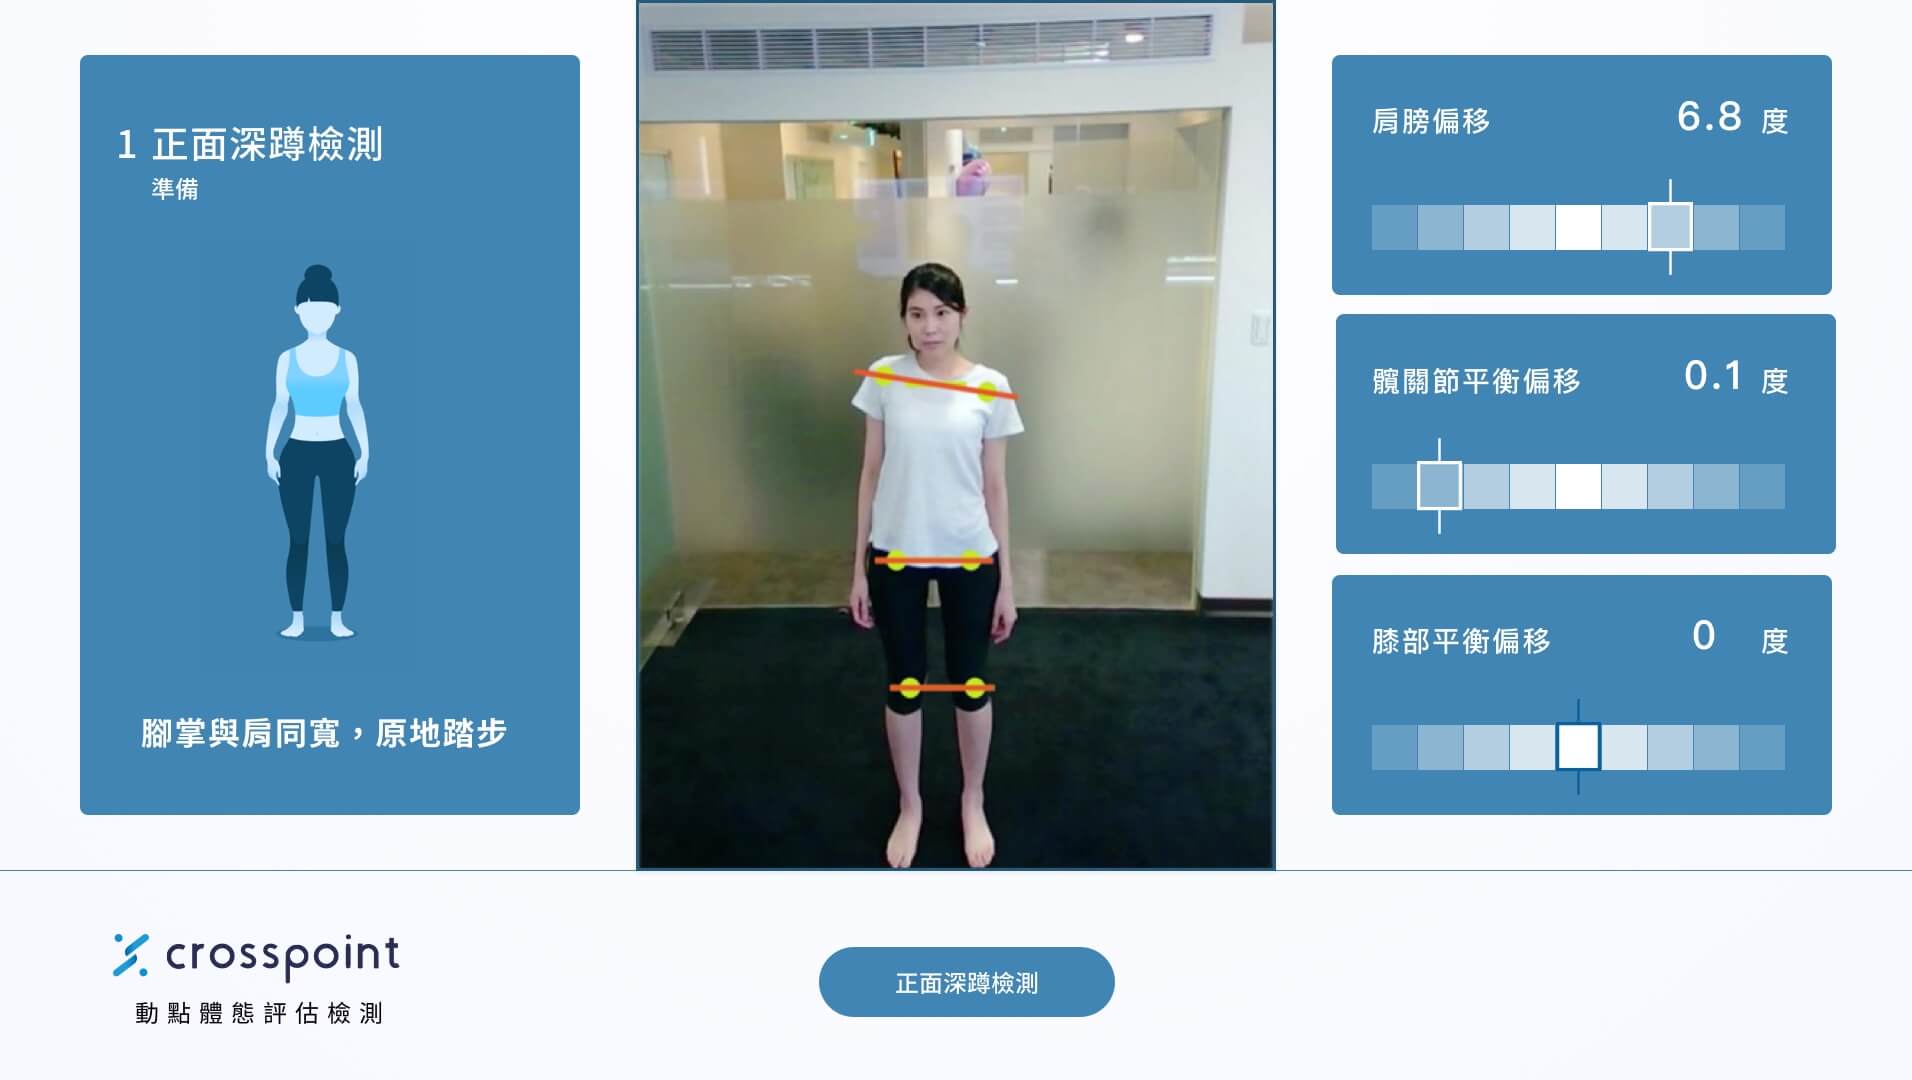 1 正面深蹲檢測
準備
腳掌與肩同寬，原地踏步
肩膀偏移 6.8 度
髖關節平衡偏移 0.1 度
膝部平衡偏移 0 度
crosspoint
動點體態評估檢測
正面深蹲檢測